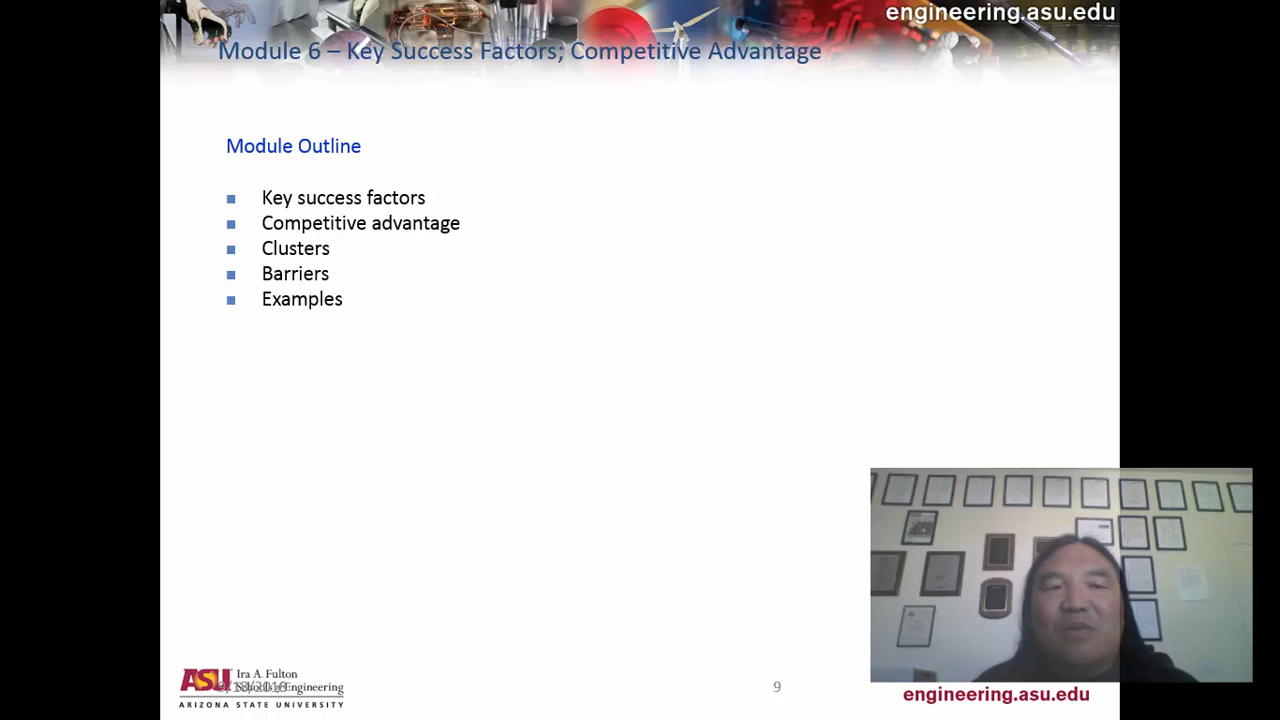 engineering.asu.edu
Module 6 – Key Success Factors; Competitive Advantage
Module Outline
Key success factors
Competitive advantage
Clusters
Barriers
Examples
ASU Ira A. Fulton
Schools of Engineering
ARIZONA STATE UNIVERSITY
9
engineering.asu.edu